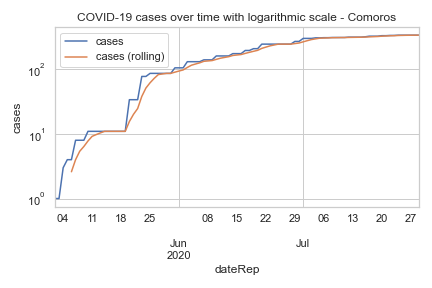 COVID-19 cases over time with logarithmic scale - Comoros
cases
cases (rolling)
cases
10²
10¹
10⁰
04 11 18 25 08 15 22 29 06 13 20 27
Jun Jul
2020
dateRep